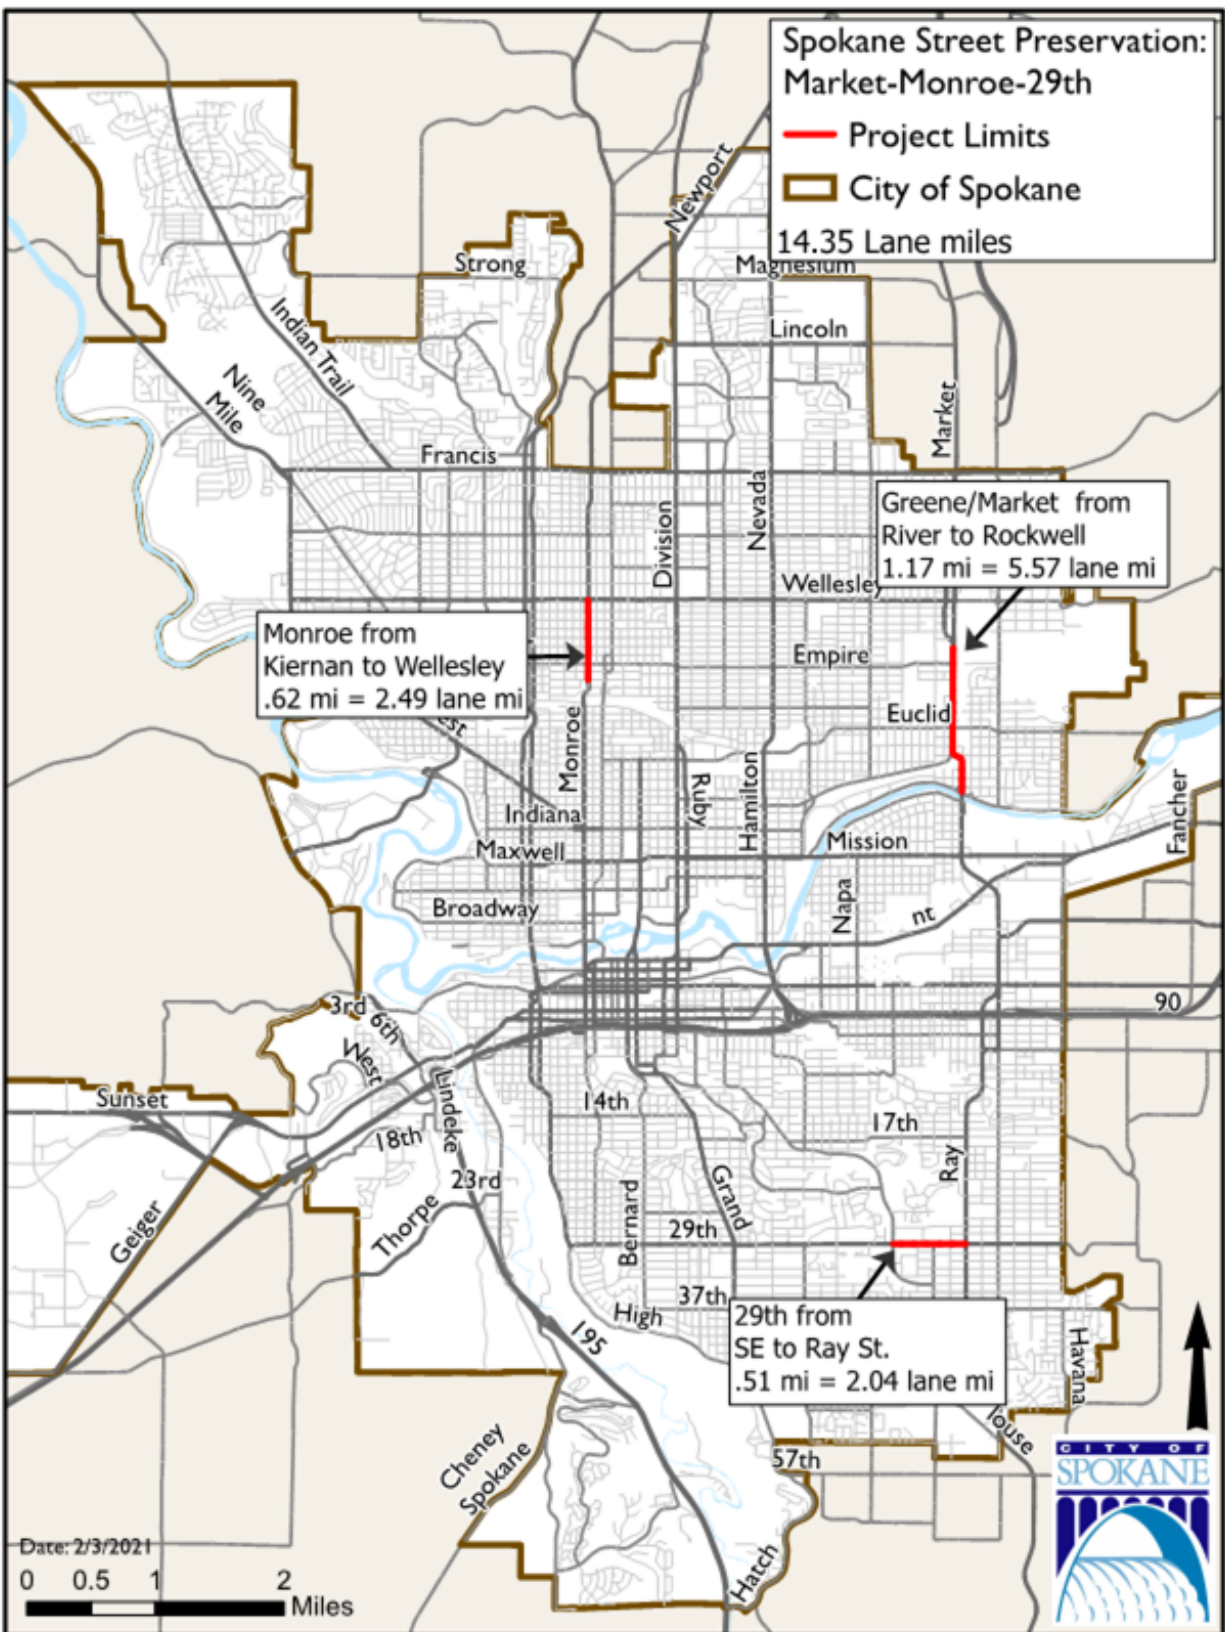 Spokane Street Preservation:
Market-Monroe-29th
Project Limits
City of Spokane
14.35 Lane miles
Newport
Strong
Magnesium
Indian Trail
Lincoln
Nine
Mile
Market
Francis
Nevada
Division
Greene/Market from
River to Rockwell
1.17 mi = 5.57 lane mi
Wellesley
Monroe from
Kiernan to Wellesley
.62 mi = 2.49 lane mi
Empire
Euclid
est
Monroe
Ruby
Hamilton
Fancher
Indiana
Maxwell
Mission
Napa
Broadway
nt
3rd
6th
90
West
Lindeke
Sunset
14th
17th
18th
Ray
23rd
Grand
Bernard
Thorpe
Geiger
29th
37th
High
29th from
SE to Ray St.
.51 mi = 2.04 lane mi
195
Havana
Cheney
Spokane
louse
57th
CITY OF
SPOKANE
Hatch
Date: 2/3/2021
0 0.5 1 2
Miles